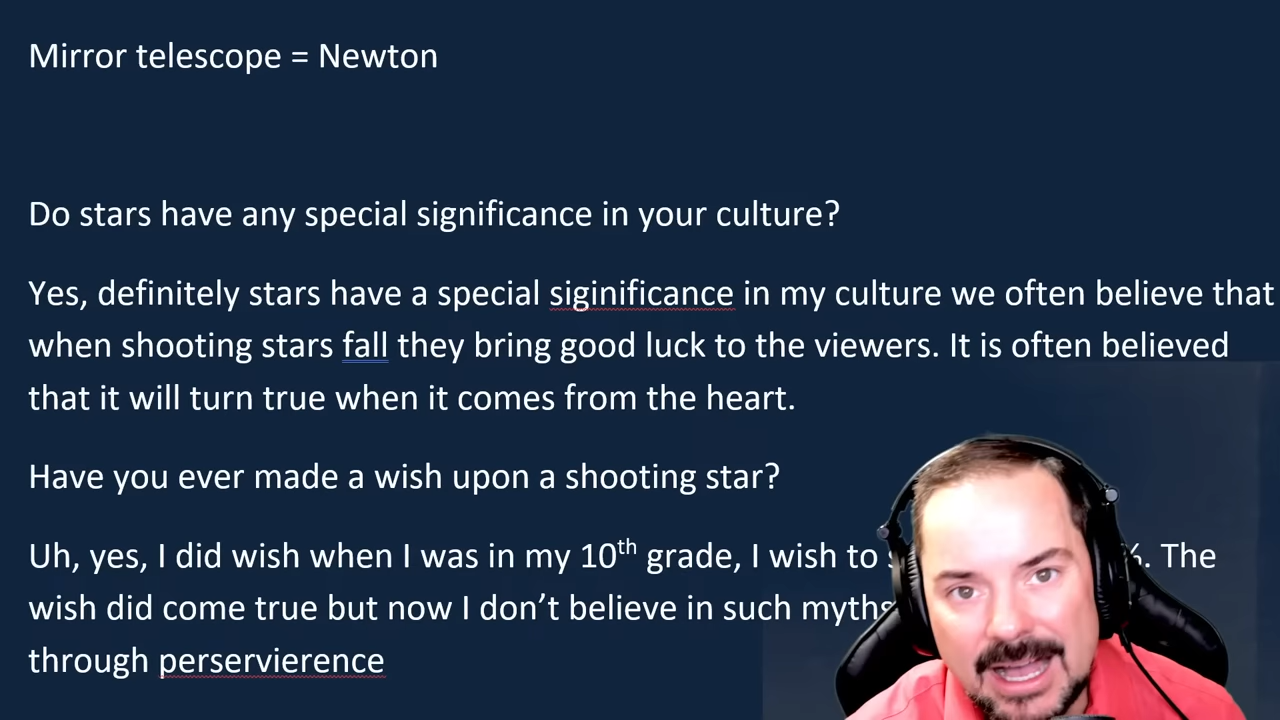 Mirror telescope = Newton
Do stars have any special significance in your culture?
Yes, definitely stars have a special siginificance in my culture we often believe that
when shooting stars fall they bring good luck to the viewers. It is often believed
that it will turn true when it comes from the heart.
Have you ever made a wish upon a shooting star?
Uh, yes, I did wish when I was in my 10th grade, I wish to %. The
wish did come true but now I don’t believe in such myths
through perservierence